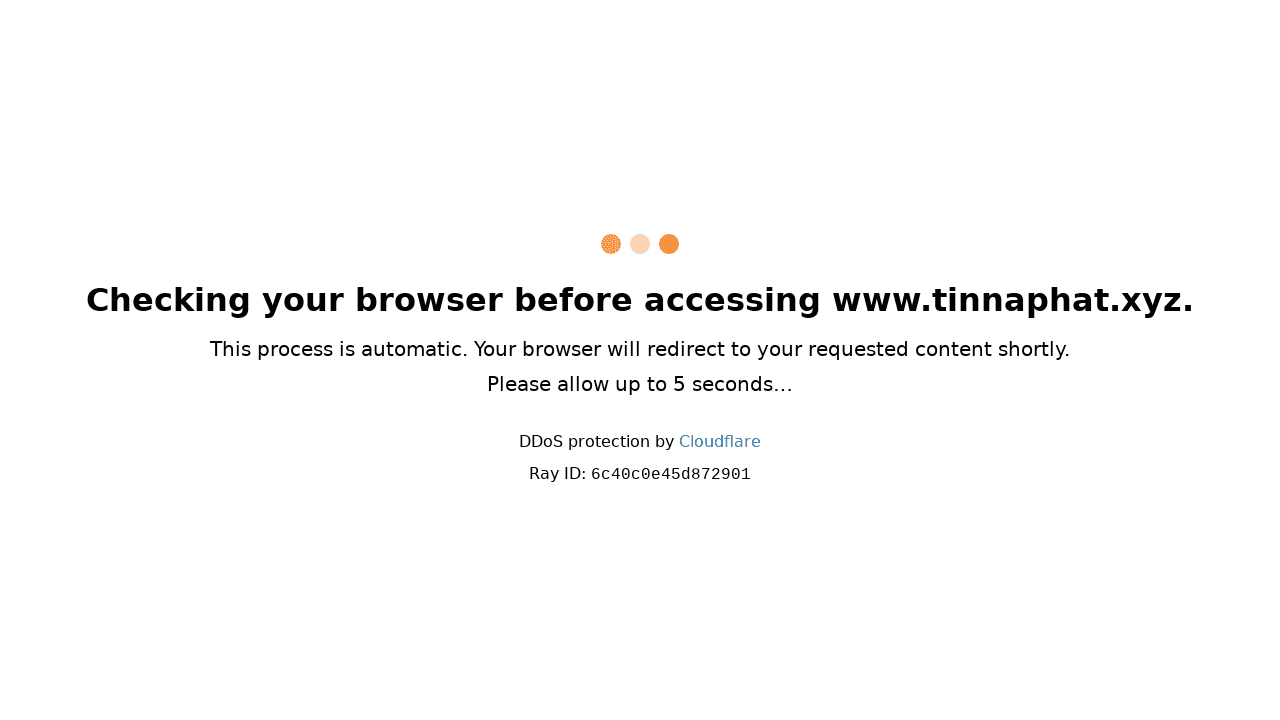 Checking your browser before accessing www.tinnaphat.xyz.
This process is automatic. Your browser will redirect to your requested content shortly.
Please allow up to 5 seconds…
DDoS protection by Cloudflare
Ray ID: 6c40c0e45d872901